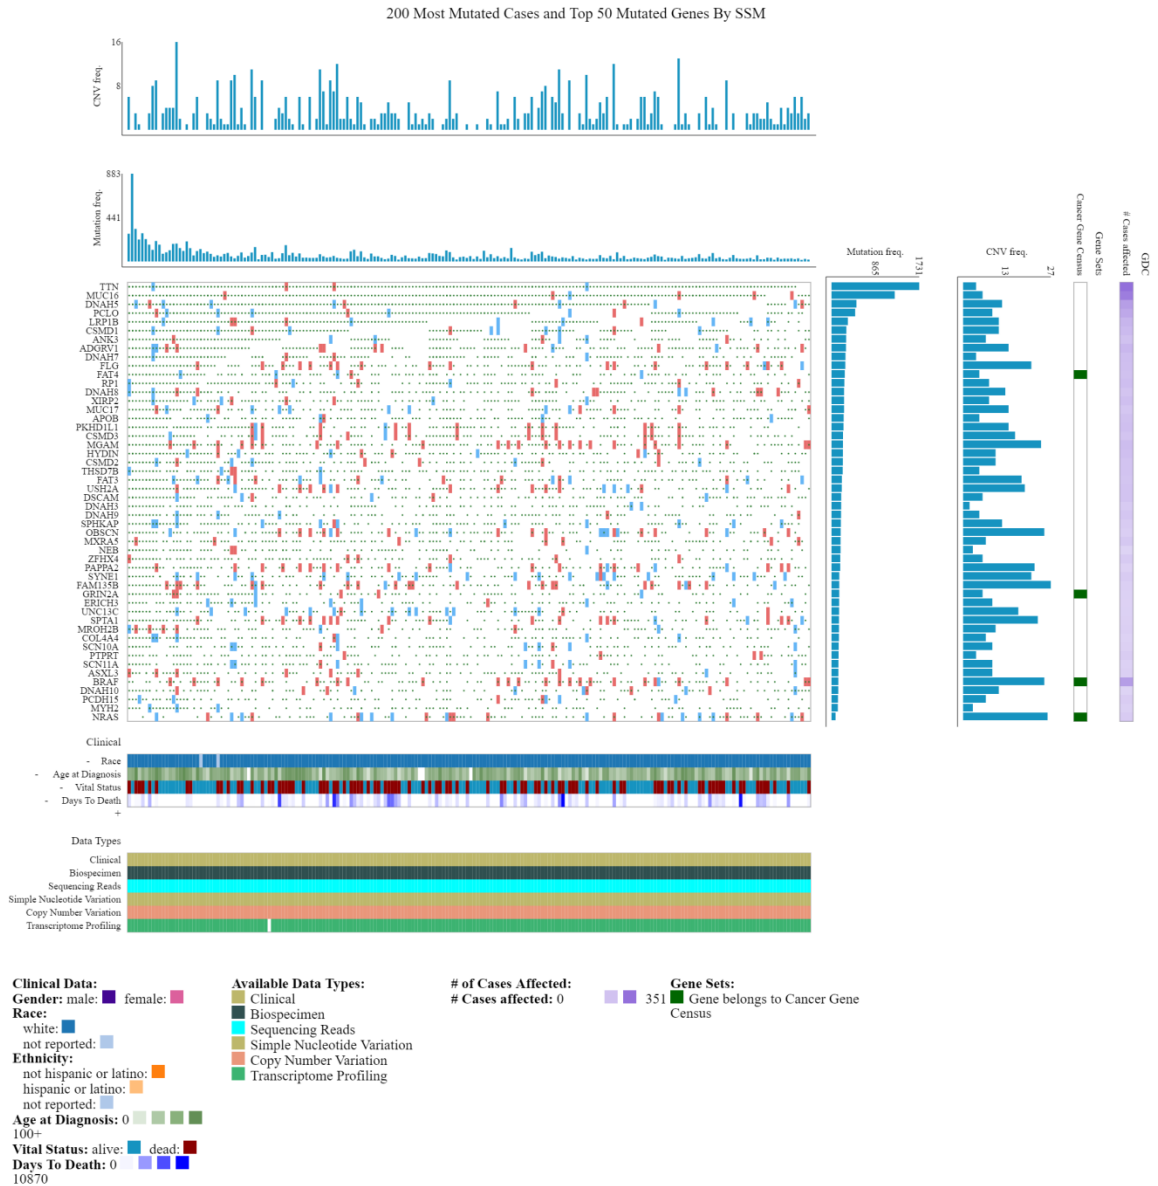 200 Most Mutated Cases and Top 50 Mutated Genes By SSM
16
8
CNV freq.
883
441
Mutation freq.
Mutation freq.
865
1731
CNV freq.
13
27
Cancer Gene Census
Gene Sets
# Cases affected
GDC
TTN
MUC16
DNAH5
PCLO
LRP1B
CSMD1
ANK3
ADGRV1
DNAH7
FLG
FAT4
RP1
DNAH8
XIRP2
MUC17
APOB
PKHD1L1
CSMD3
MGAM
HYDIN
CSMD2
THSD7B
FAT3
USH2A
DSCAM
DNAH3
DNAH9
SPHKAP
OBSCN
MXRA5
NEB
ZFHX4
PAPPA2
SYNE1
FAM135B
GRIN2A
ERICH3
UNC13C
SPTA1
MROH2B
COL4A4
SCN10A
PTPRT
SCN11A
ASXL3
BRAF
DNAH10
PCDH15
MYH2
NRAS
Clinical
- Race
- Age at Diagnosis
- Vital Status
- Days To Death
+
Data Types
Clinical
Biospecimen
Sequencing Reads
Simple Nucleotide Variation
Copy Number Variation
Transcriptome Profiling
Clinical Data:
Gender: male: female:
Race:
white:
not reported:
Ethnicity:
not hispanic or latino:
hispanic or latino:
not reported:
Age at Diagnosis: 0
100+
Vital Status: alive: dead:
Days To Death: 0
10870
Available Data Types:
Clinical
Biospecimen
Sequencing Reads
Simple Nucleotide Variation
Copy Number Variation
Transcriptome Profiling
# of Cases Affected:
# Cases affected: 0 351
Gene Sets:
Gene belongs to Cancer Gene
Census